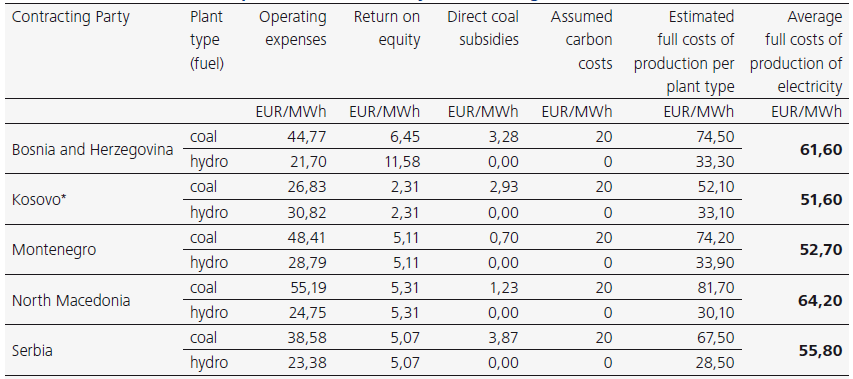 Contracting Party Plant type (fuel) Operating expenses Return on equity Direct coal subsidies Assumed carbon costs Estimated full costs of production per plant type Average full costs of production of electricity
EUR/MWh EUR/MWh EUR/MWh EUR/MWh EUR/MWh EUR/MWh
Bosnia and Herzegovina coal 44,77 6,45 3,28 20 74,50 61,60
hydro 21,70 11,58 0,00 0 33,30
Kosovo* coal 26,83 2,31 2,93 20 52,10 51,60
hydro 30,82 2,31 0,00 0 33,10
Montenegro coal 48,41 5,11 0,70 20 74,20 52,70
hydro 28,79 5,11 0,00 0 33,90
North Macedonia coal 55,19 5,31 1,23 20 81,70 64,20
hydro 24,75 5,31 0,00 0 30,10
Serbia coal 38,58 5,07 3,87 20 67,50 55,80
hydro 23,38 5,07 0,00 0 28,50